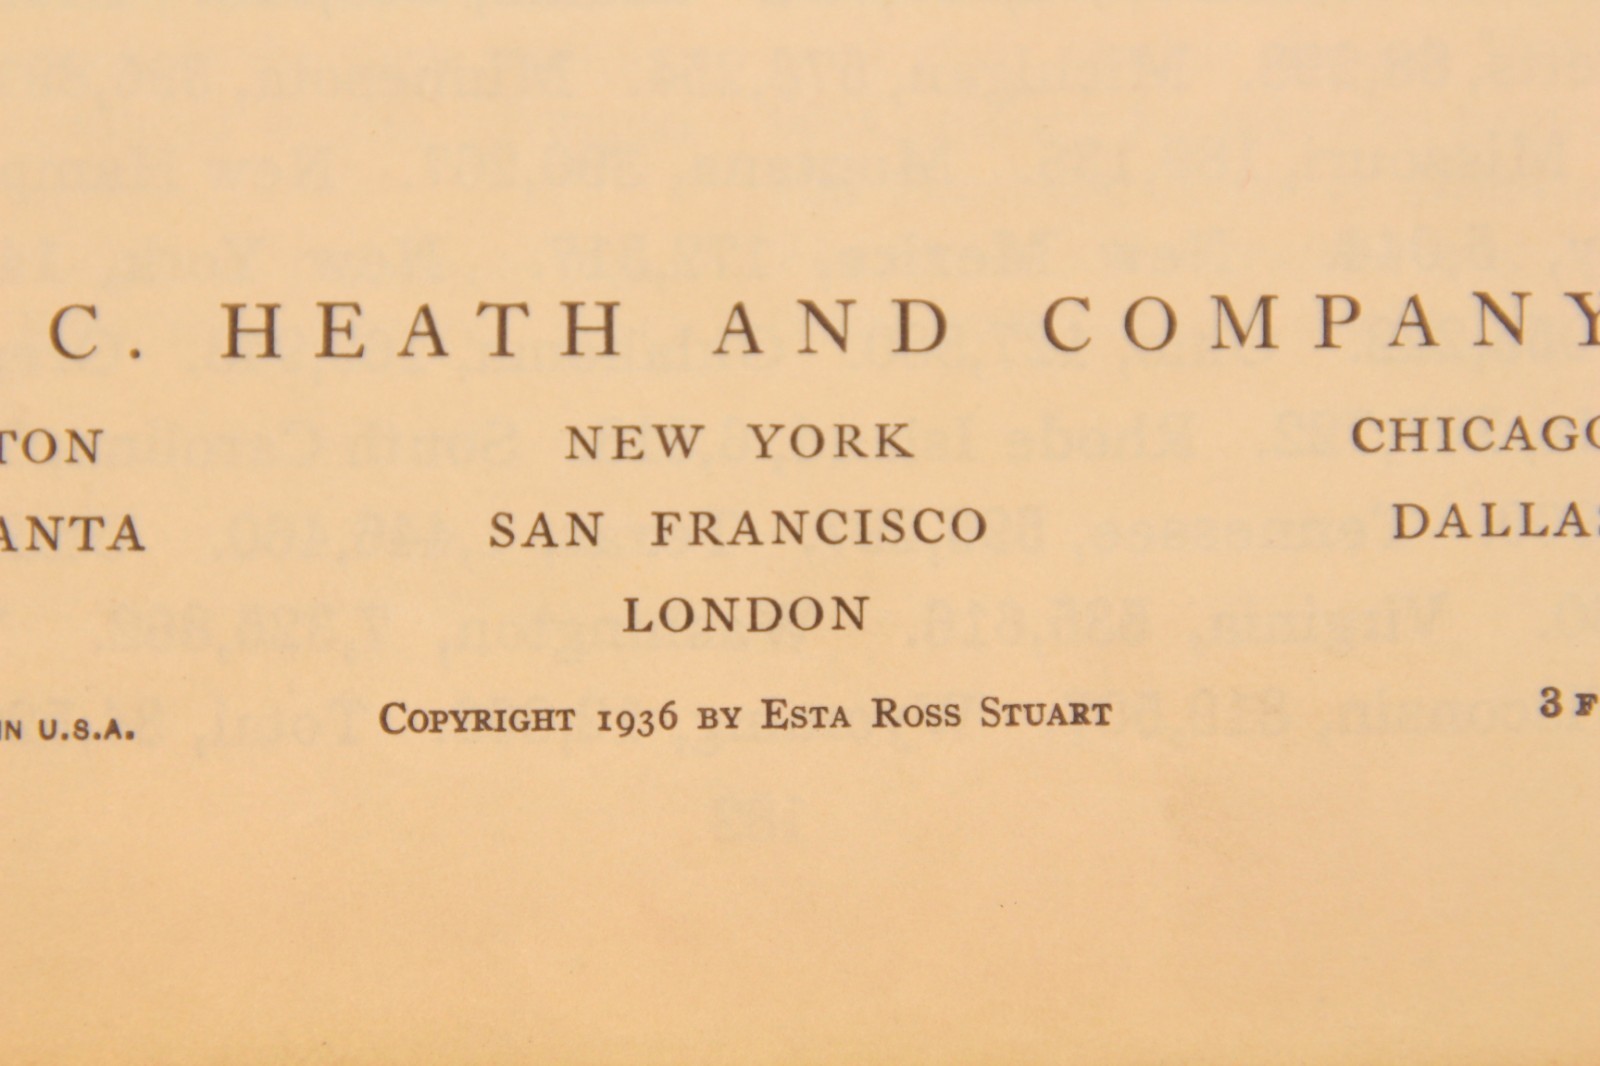 C. HEATH AND COMPANY
TON NEW YORK CHICAGO
ANTA SAN FRANCISCO DALLAS
LONDON
IN U.S.A. COPYRIGHT 1936 BY ESTA ROSS STUART 3 F